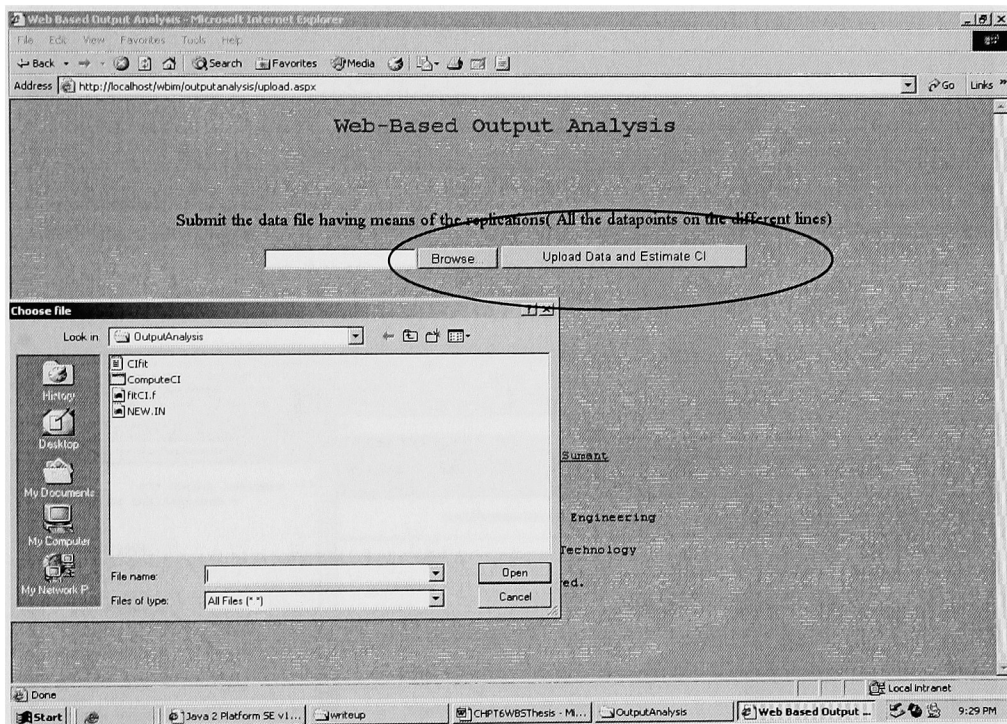 Web Based Output Analysis - Microsoft Internet Explorer
File Edit View Favorites Tools Help
Back Search Favorites Media
Address http://localhost/wbim/outputanalysis/upload.aspx Go Links »
Web-Based Output Analysis
Submit the data file having means of the replications( All the datapoints on the different lines)
Browse... Upload Data and Estimate CI
Choose file ? X
Look in: OutputAnalysis
CIfit
ComputeCI
fitCI.f
NEW.IN
History
Desktop
My Documents
My Computer
My Network P...
Sumant
Engineering
Technology
ed.
File name: Open
Files of type: All Files (*.*) Cancel
Done Local intranet
Start Java 2 Platform SE v1... writeup CHPT6WBSThesis - Mi... OutputAnalysis Web Based Output ... 9:29 PM